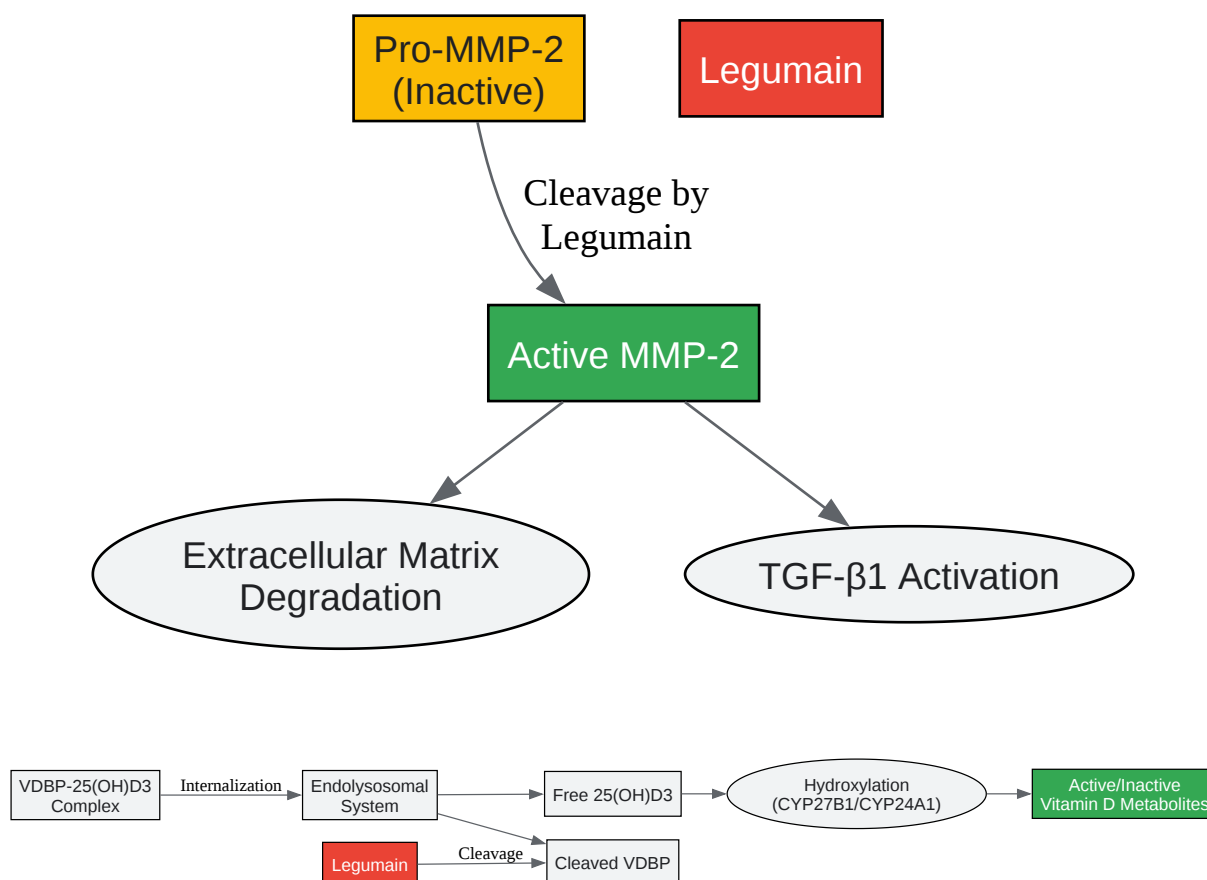 Pro-MMP-2
(Inactive)
Legumain
Cleavage by
Legumain
Active MMP-2
Extracellular Matrix
Degradation
TGF-β1 Activation
VDBP-25(OH)D3
Complex
Internalization
Endolysosomal
System
Free 25(OH)D3
Hydroxylation
(CYP27B1/CYP24A1)
Active/Inactive
Vitamin D Metabolites
Legumain
Cleavage
Cleaved VDBP